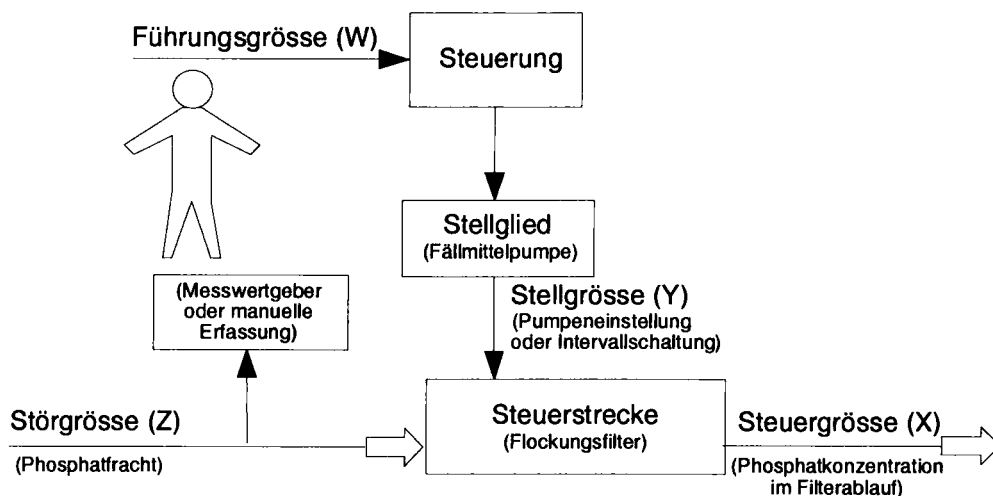 Führungsgrösse (W)
Steuerung
Stellglied
(Fällmittelpumpe)
(Messwertgeber
oder manuelle
Erfassung)
Stellgrösse (Y)
(Pumpeneinstellung
oder Intervallschaltung)
Störgrösse (Z)
(Phosphatfracht)
Steuerstrecke
(Flockungsfilter)
Steuergrösse (X)
(Phosphatkonzentration
im Filterablauf)